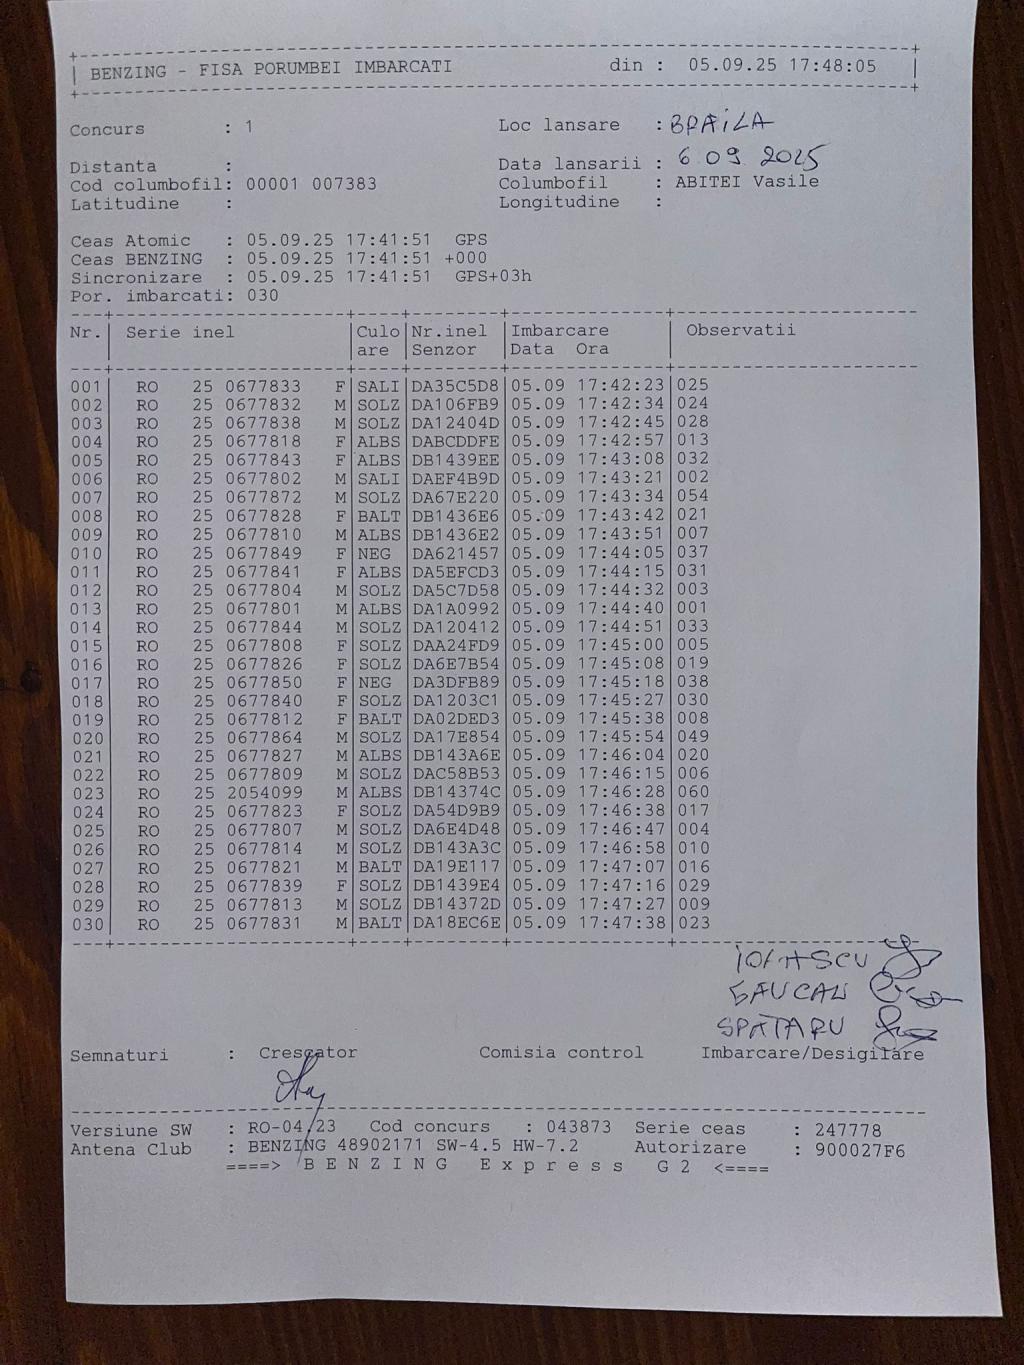 BENZING - FISA PORUMBEI IMBARCATI din : 05.09.25 17:48:05
Concurs : 1 Loc lansare : BRAILA
Distanta : Data lansarii : 6 09 2025
Cod columbofil: 00001 007383 Columbofil : ABITEI Vasile
Latitudine : Longitudine :
Ceas Atomic : 05.09.25 17:41:51 GPS
Ceas BENZING : 05.09.25 17:41:51 +000
Sincronizare : 05.09.25 17:41:51 GPS+03h
Por. imbarcati: 030
Nr. Serie inel Culo Nr.inel Imbarcare Observatii
are Senzor Data Ora
001 RO 25 0677833 F SALI DA35C5D8 05.09 17:42:23 025
002 RO 25 0677832 M SOLZ DA106FB9 05.09 17:42:34 024
003 RO 25 0677838 M SOLZ DA12404D 05.09 17:42:45 028
004 RO 25 0677818 F ALBS DABCDDFE 05.09 17:42:57 013
005 RO 25 0677843 F ALBS DB1439EE 05.09 17:43:08 032
006 RO 25 0677802 M SALI DAEF4B9D 05.09 17:43:21 002
007 RO 25 0677872 M SOLZ DA67E220 05.09 17:43:34 054
008 RO 25 0677828 F BALT DB1436E6 05.09 17:43:42 021
009 RO 25 0677810 M ALBS DB1436E2 05.09 17:43:51 007
010 RO 25 0677849 F NEG DA621457 05.09 17:44:05 037
011 RO 25 0677841 F ALBS DA5EFCD3 05.09 17:44:15 031
012 RO 25 0677804 M SOLZ DA5C7D58 05.09 17:44:32 003
013 RO 25 0677801 M ALBS DA1A0992 05.09 17:44:40 001
014 RO 25 0677844 M SOLZ DA120412 05.09 17:44:51 033
015 RO 25 0677808 F SOLZ DAA24FD9 05.09 17:45:00 005
016 RO 25 0677826 F SOLZ DA6E7B54 05.09 17:45:08 019
017 RO 25 0677850 F NEG DA3DFB89 05.09 17:45:18 038
018 RO 25 0677840 F SOLZ DA1203C1 05.09 17:45:27 030
019 RO 25 0677812 F BALT DA02DED3 05.09 17:45:38 008
020 RO 25 0677864 M SOLZ DA17E854 05.09 17:45:54 049
021 RO 25 0677827 M ALBS DB143A6E 05.09 17:46:04 020
022 RO 25 0677809 M SOLZ DAC58B53 05.09 17:46:15 006
023 RO 25 2054099 M ALBS DB14374C 05.09 17:46:28 060
024 RO 25 0677823 F SOLZ DA54D9B9 05.09 17:46:38 017
025 RO 25 0677807 M SOLZ DA6E4D48 05.09 17:46:47 004
026 RO 25 0677814 M SOLZ DB143A3C 05.09 17:46:58 010
027 RO 25 0677821 M BALT DA19E117 05.09 17:47:07 016
028 RO 25 0677839 F SOLZ DB1439E4 05.09 17:47:16 029
029 RO 25 0677813 M SOLZ DB14372D 05.09 17:47:27 009
030 RO 25 0677831 M BALT DA18EC6E 05.09 17:47:38 023
SPATARU
Semnaturi : Crescator Comisia control Imbarcare/Desigilare
Versiune SW : RO-04/23 Cod concurs : 043873 Serie ceas : 247778
Antena Club : BENZING 48902171 SW-4.5 HW-7.2 Autorizare : 900027F6
====> B E N Z I N G E x p r e s s G 2 <====